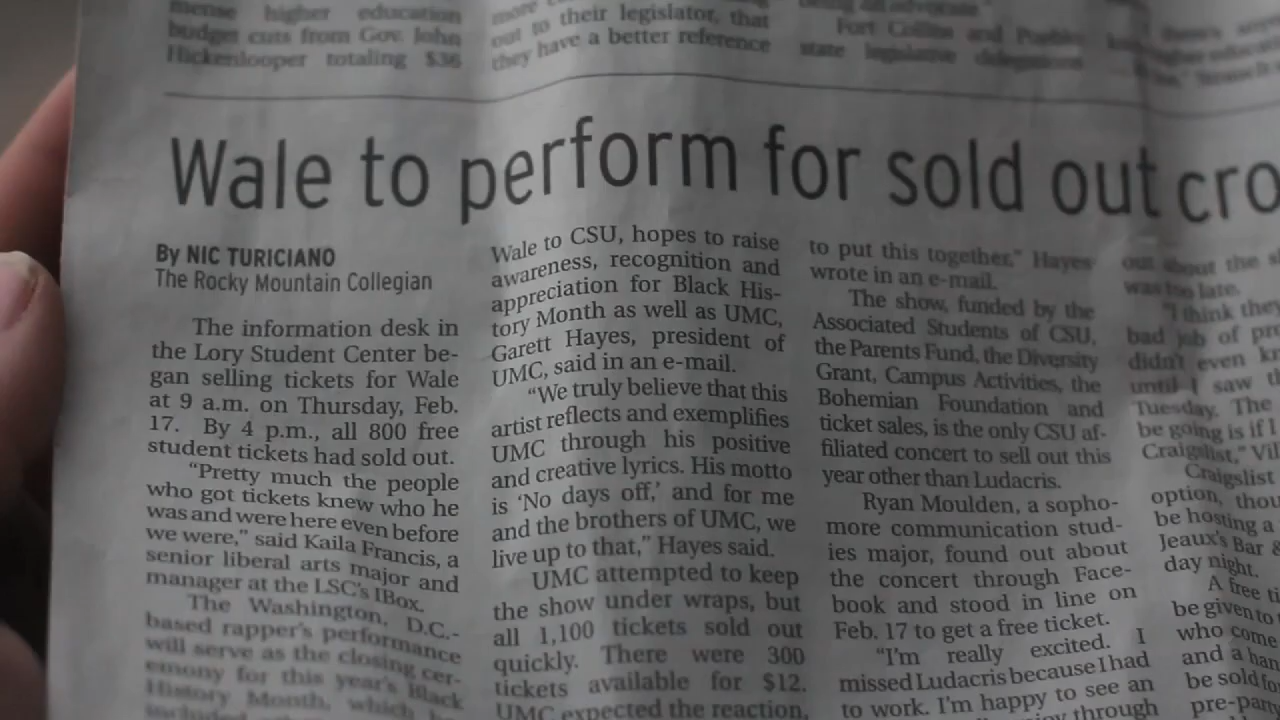 mense higher education
budget cuts from Gov. John
Hickenlooper totaling $36
more
out to their legislator, that
they have a better reference
being an advocate."
Fort Collins and Pueblo
state legislative delegations
Wale to perform for sold out cro
By NIC TURICIANO
The Rocky Mountain Collegian
The information desk in
the Lory Student Center be-
gan selling tickets for Wale
at 9 a.m. on Thursday, Feb.
17. By 4 p.m., all 800 free
student tickets had sold out.
"Pretty much the people
who got tickets knew who he
was and were here even before
we were," said Kaila Francis, a
senior liberal arts major and
manager at the LSC's IBox.
The Washington, D.C.-
based rapper's performance
will serve as the closing cer-
emony for this year's Black
History Month, which
included
Wale to CSU, hopes to raise
awareness, recognition and
appreciation for Black His-
tory Month as well as UMC,
Garett Hayes, president of
UMC, said in an e-mail.
"We truly believe that this
artist reflects and exemplifies
UMC through his positive
and creative lyrics. His motto
is 'No days off,' and for me
and the brothers of UMC, we
live up to that," Hayes said.
UMC attempted to keep
the show under wraps, but
all 1,100 tickets sold out
quickly. There were 300
tickets available for $12.
UMC expected the reaction,
to put this together," Hayes
wrote in an e-mail.
The show, funded by the
Associated Students of CSU,
the Parents Fund, the Diversity
Grant, Campus Activities, the
Bohemian Foundation and
ticket sales, is the only CSU af-
filiated concert to sell out this
year other than Ludacris.
Ryan Moulden, a sopho-
more communication stud-
ies major, found out about
the concert through Face-
book and stood in line on
Feb. 17 to get a free ticket.
"I'm really excited. I
missed Ludacris because I had
to work. I'm happy to see an
through
out about the
was too late.
"I think they
bad job of
didn't even
until I saw
Tuesday. The
be going is if I
Craigslist,"
Craigslist
option,
be hosting a
Jeaux's Bar &
day night.
A free
be given to
who come
and a
be sold for